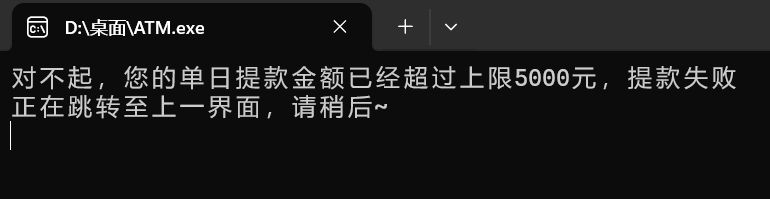 D:\桌面\ATM.exe
对不起，您的单日提款金额已经超过上限5000元，提款失败
正在跳转至上一界面，请稍后~